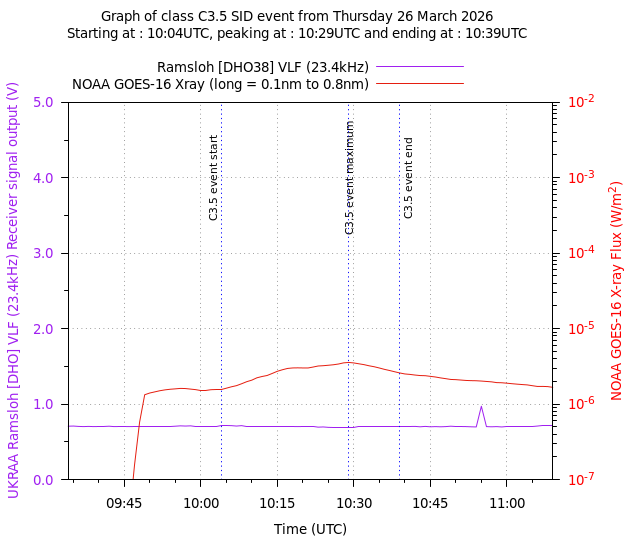 Graph of class C3.5 SID event from Thursday 26 March 2026
Starting at : 10:04UTC, peaking at : 10:29UTC and ending at : 10:39UTC
Ramsloh [DHO38] VLF (23.4kHz)
NOAA GOES-16 Xray (long = 0.1nm to 0.8nm)
UKRAA Ramsloh [DHO] VLF (23.4kHz) Receiver signal output (V)
5.0
4.0
3.0
2.0
1.0
0.0
C3.5 event start
C3.5 event maximum
C3.5 event end
10^-2
10^-3
10^-4
10^-5
10^-6
10^-7
NOAA GOES-16 X-ray Flux (W/m^2)
09:45 10:00 10:15 10:30 10:45 11:00
Time (UTC)